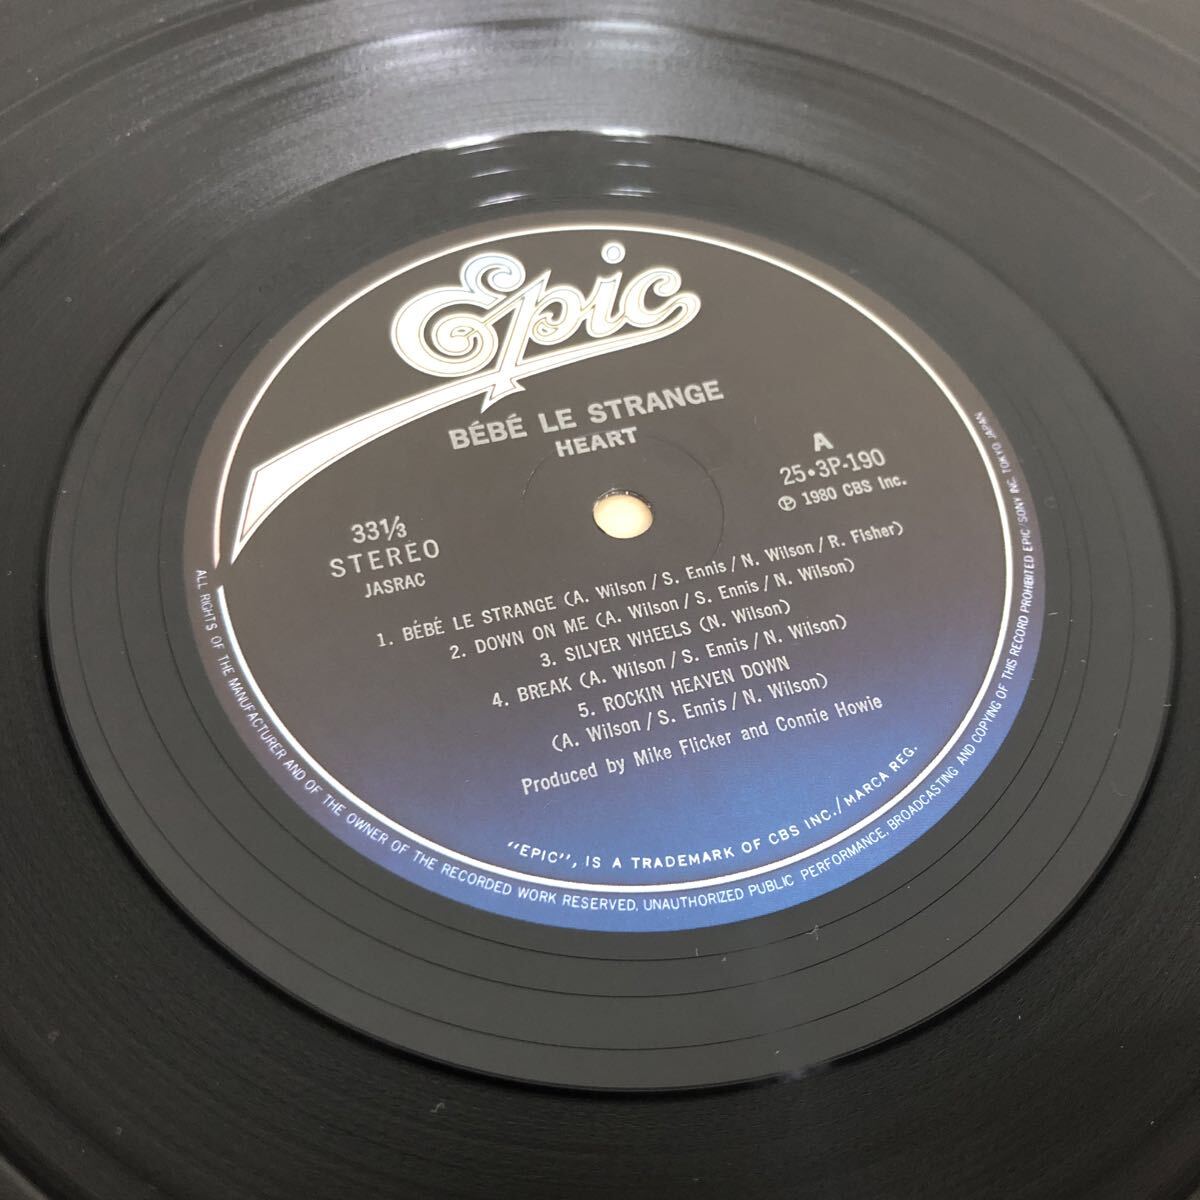 Epic
BÉBÉ LE STRANGE
HEART
A
25・3P-190
Ⓟ 1980 CBS Inc.
33⅓
STEREO
JASRAC
1. BÉBÉ LE STRANGE (A. Wilson/S. Ennis/N. Wilson/R. Fisher)
2. DOWN ON ME (A. Wilson/S. Ennis/N. Wilson)
3. SILVER WHEELS (N. Wilson)
4. BREAK (A. Wilson/S. Ennis/N. Wilson)
5. ROCKIN HEAVEN DOWN
(A. Wilson/S. Ennis/N. Wilson)
Produced by Mike Flicker and Connie Howie
"EPIC", IS A TRADEMARK OF CBS INC./MARCA REG.
ALL RIGHTS OF THE MANUFACTURER AND OF THE OWNER OF THE RECORDED WORK RESERVED. UNAUTHORIZED PUBLIC PERFORMANCE, BROADCASTING AND COPYING OF THIS RECORD PROHIBITED EPIC/SONY INC. TOKYO JAPAN